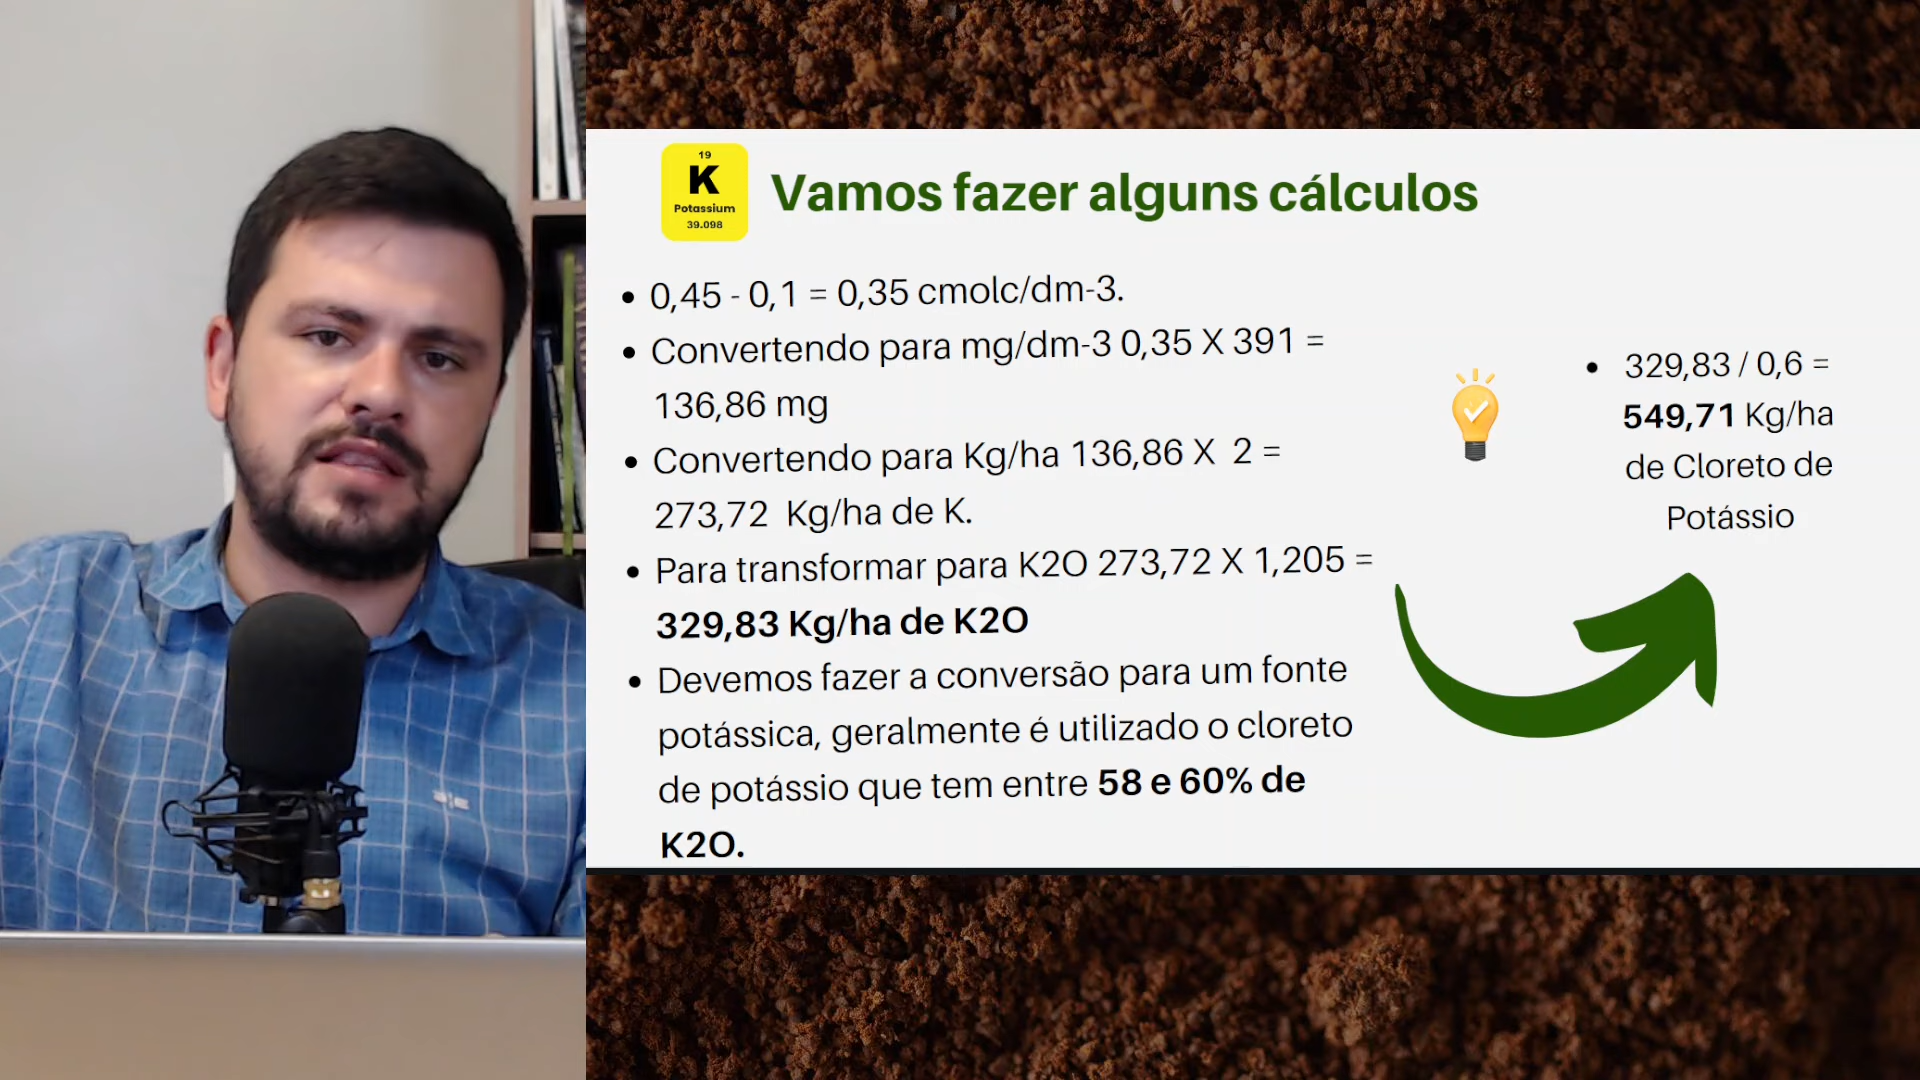 19
K
Potassium
39.098
Vamos fazer alguns cálculos
• 0,45 - 0,1 = 0,35 cmolc/dm-3.
• Convertendo para mg/dm-3 0,35 X 391 =
136,86 mg
• Convertendo para Kg/ha 136,86 X 2 =
273,72 Kg/ha de K.
• Para transformar para K2O 273,72 X 1,205 =
329,83 Kg/ha de K2O
• Devemos fazer a conversão para um fonte
potássica, geralmente é utilizado o cloreto
de potássio que tem entre 58 e 60% de
K2O.
• 329,83 / 0,6 =
549,71 Kg/ha
de Cloreto de
Potássio